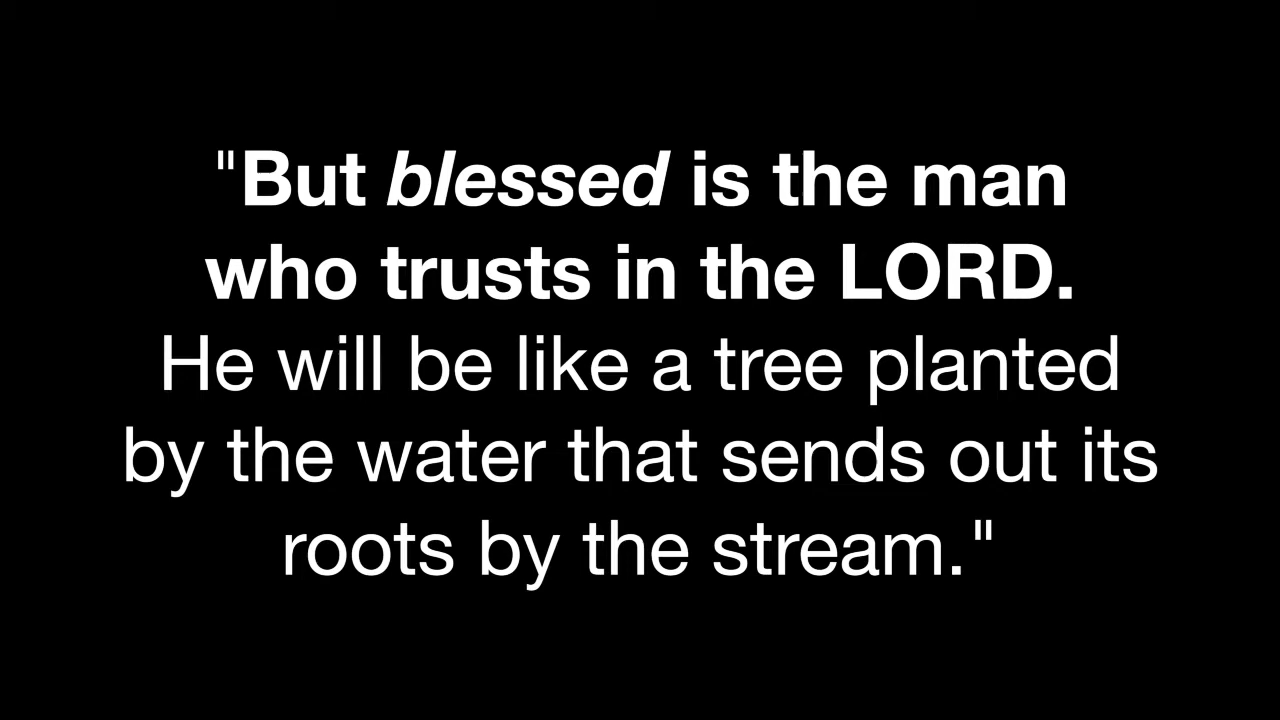 "But blessed is the man
who trusts in the LORD.
He will be like a tree planted
by the water that sends out its
roots by the stream."